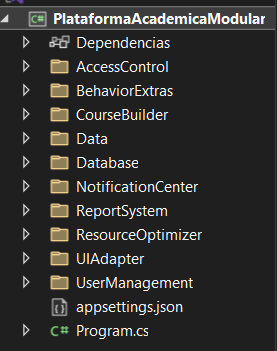 C# PlataformaAcademicaModular
Dependencias
AccessControl
BehaviorExtras
CourseBuilder
Data
Database
NotificationCenter
ReportSystem
ResourceOptimizer
UIAdapter
UserManagement
appsettings.json
C# Program.cs